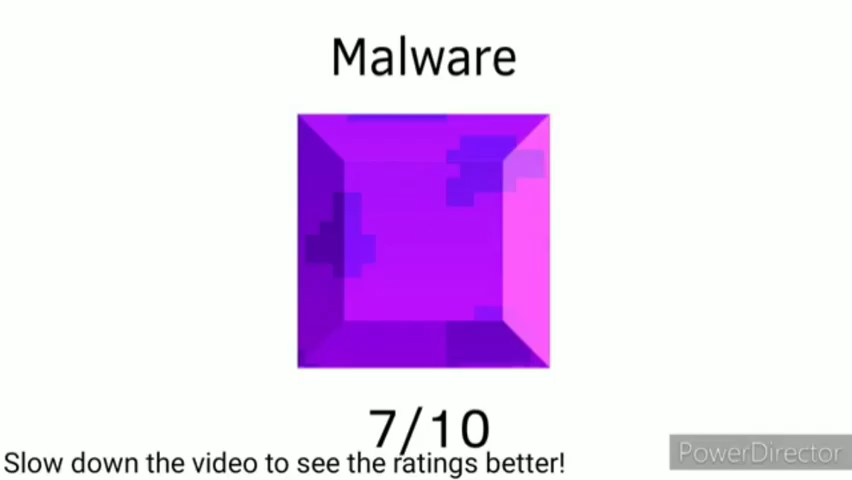 Malware
7/10
Slow down the video to see the ratings better!
PowerDirector